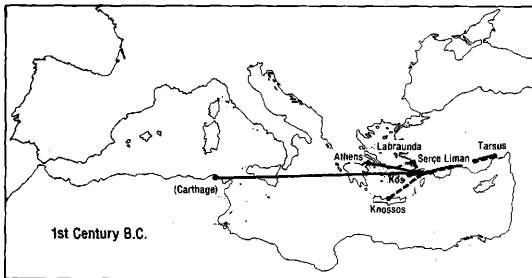 Labraunda
Athens
Serçe Liman
Tarsus
Kos
(Carthage)
Knossos
1st Century B.C.